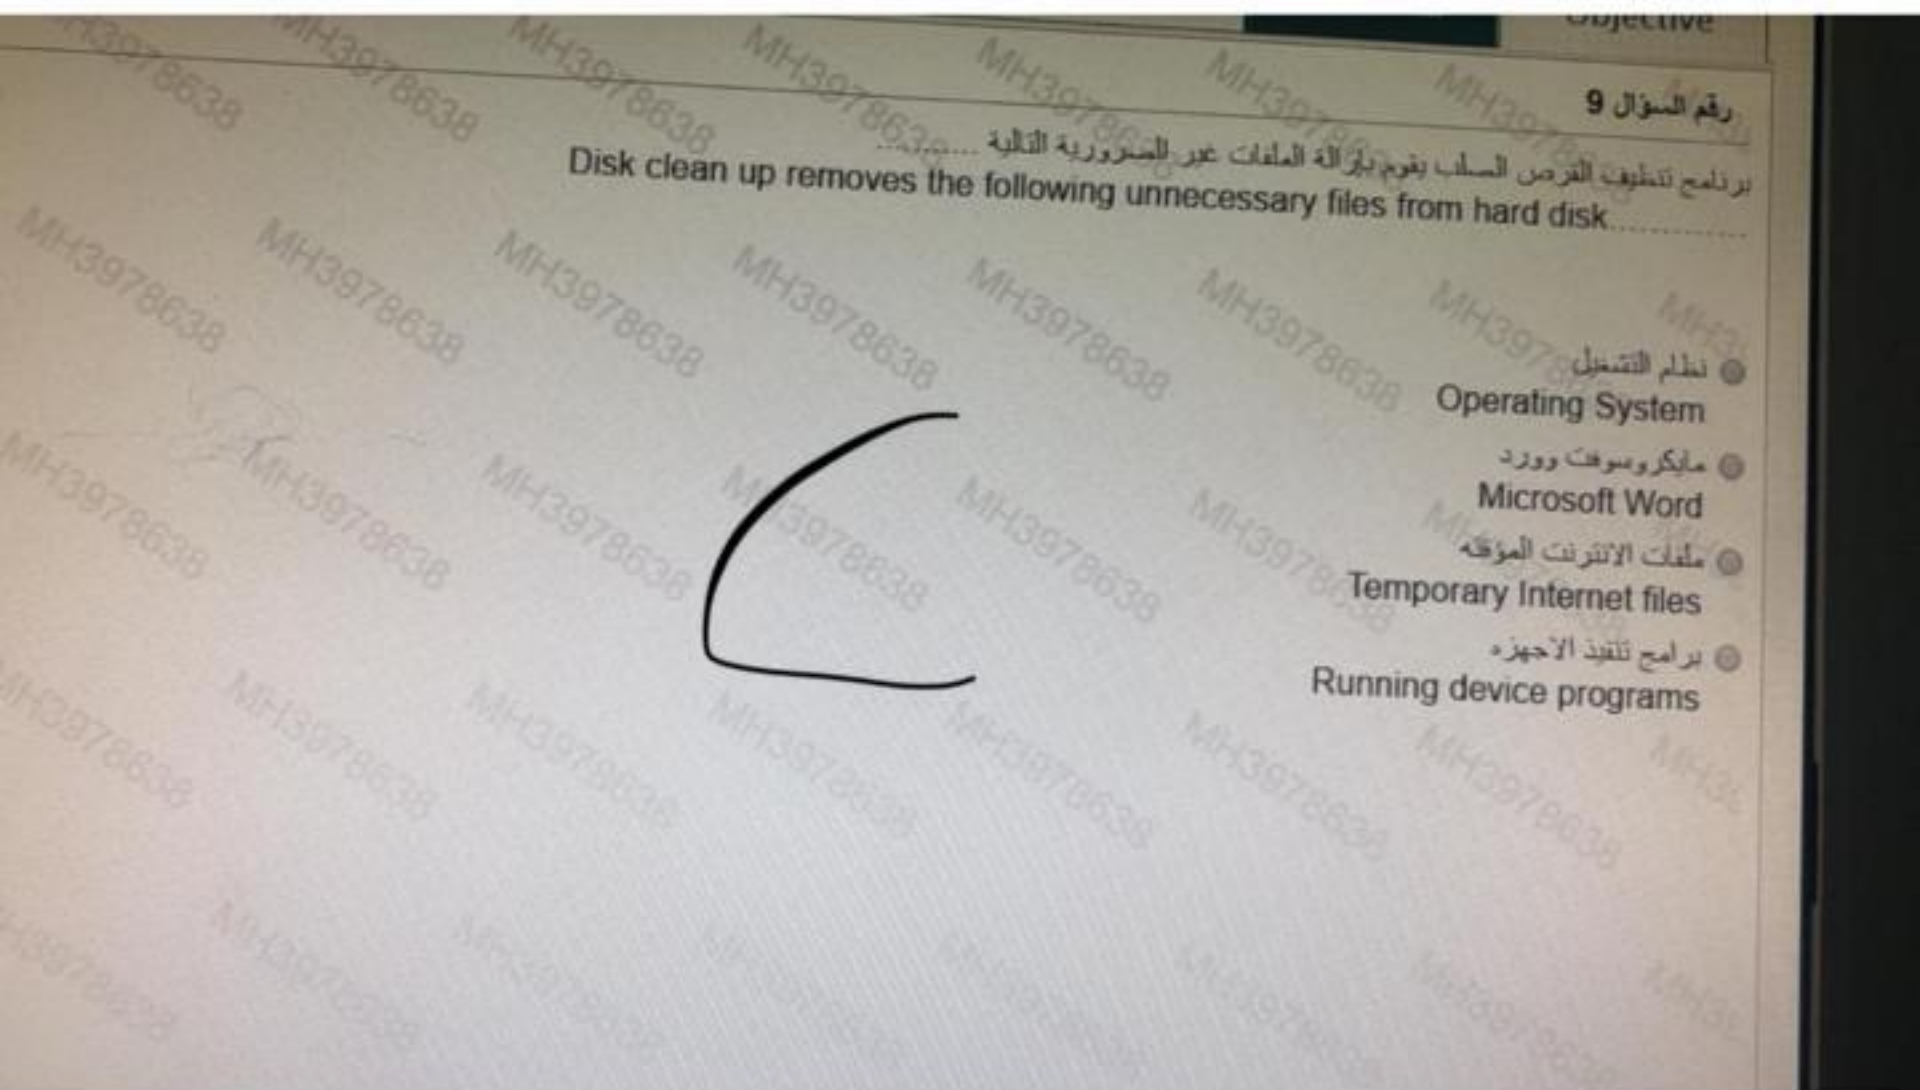 Objective
رقم السؤال 9
برنامج تنظيف القرص الصلب يقوم بإزالة الملفات غير الضرورية التالية ............
Disk clean up removes the following unnecessary files from hard disk.............
نظام التشغيل
Operating System
مايكروسوفت وورد
Microsoft Word
ملفات الانترنت المؤقته
Temporary Internet files
برامج تنفيذ الاجهزه
Running device programs
C
MH3978638